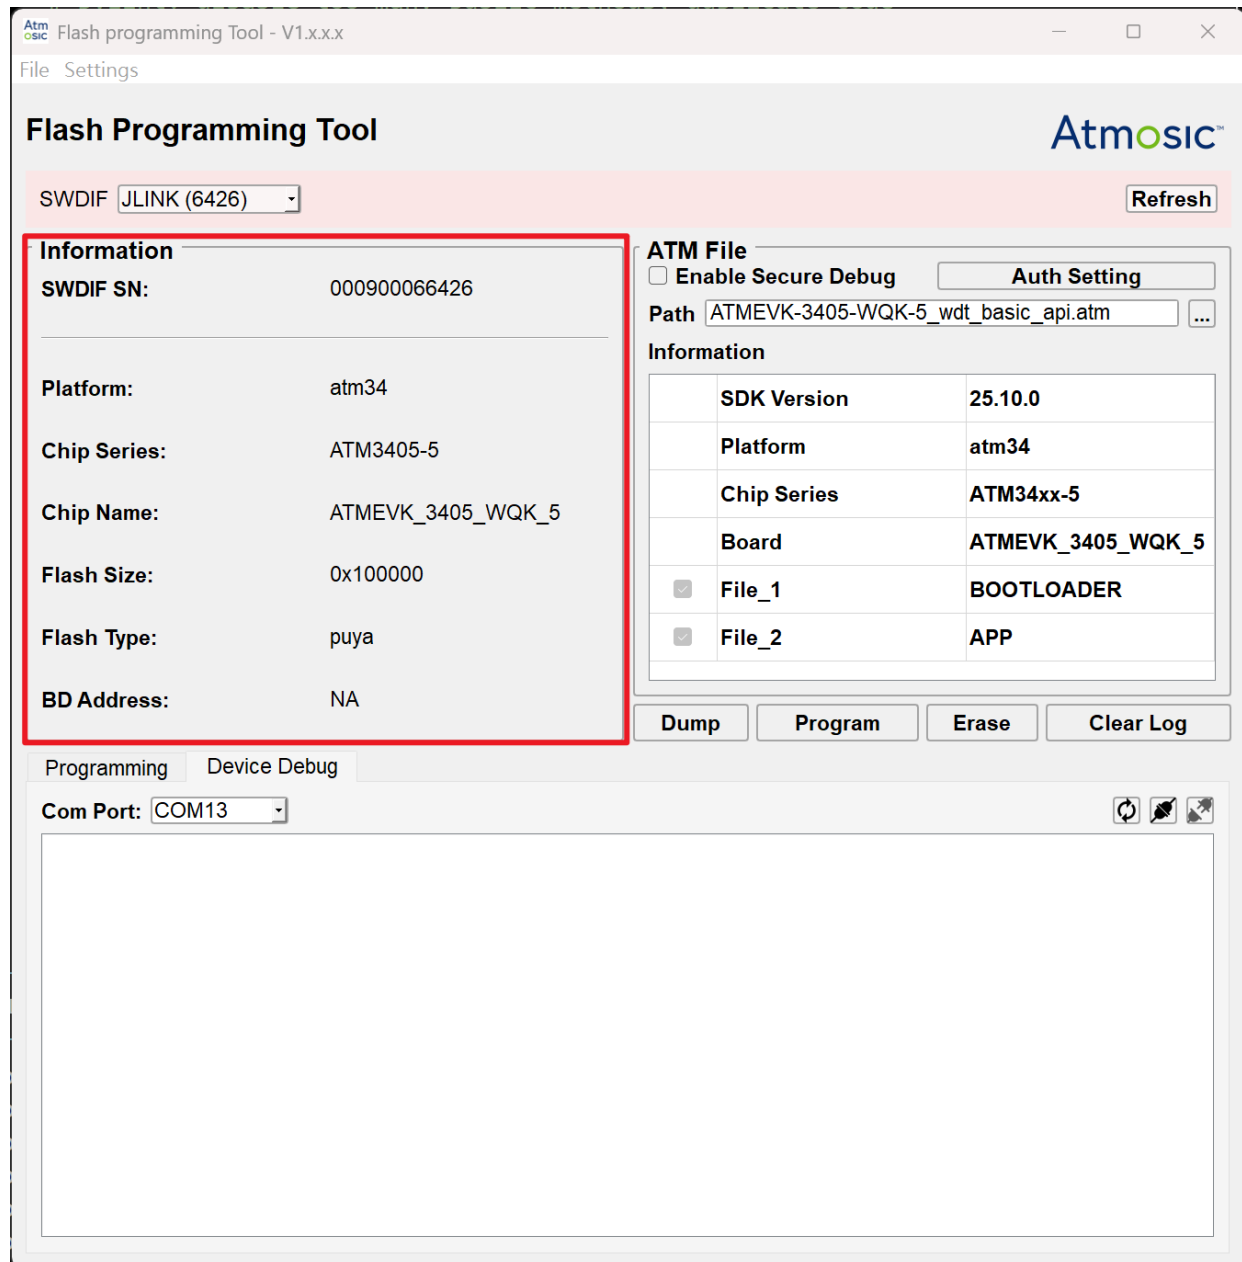 Atmosic Flash programming Tool - V1.x.x.x
File Settings
Flash Programming Tool
Atmosic™
SWDIF JLINK (6426) Refresh
Information
SWDIF SN: 000900066426
Platform: atm34
Chip Series: ATM3405-5
Chip Name: ATMEVK_3405_WQK_5
Flash Size: 0x100000
Flash Type: puya
BD Address: NA
ATM File
Enable Secure Debug Auth Setting
Path ATMEVK-3405-WQK-5_wdt_basic_api.atm ...
Information
SDK Version 25.10.0
Platform atm34
Chip Series ATM34xx-5
Board ATMEVK_3405_WQK_5
File_1 BOOTLOADER
File_2 APP
Dump Program Erase Clear Log
Programming Device Debug
Com Port: COM13